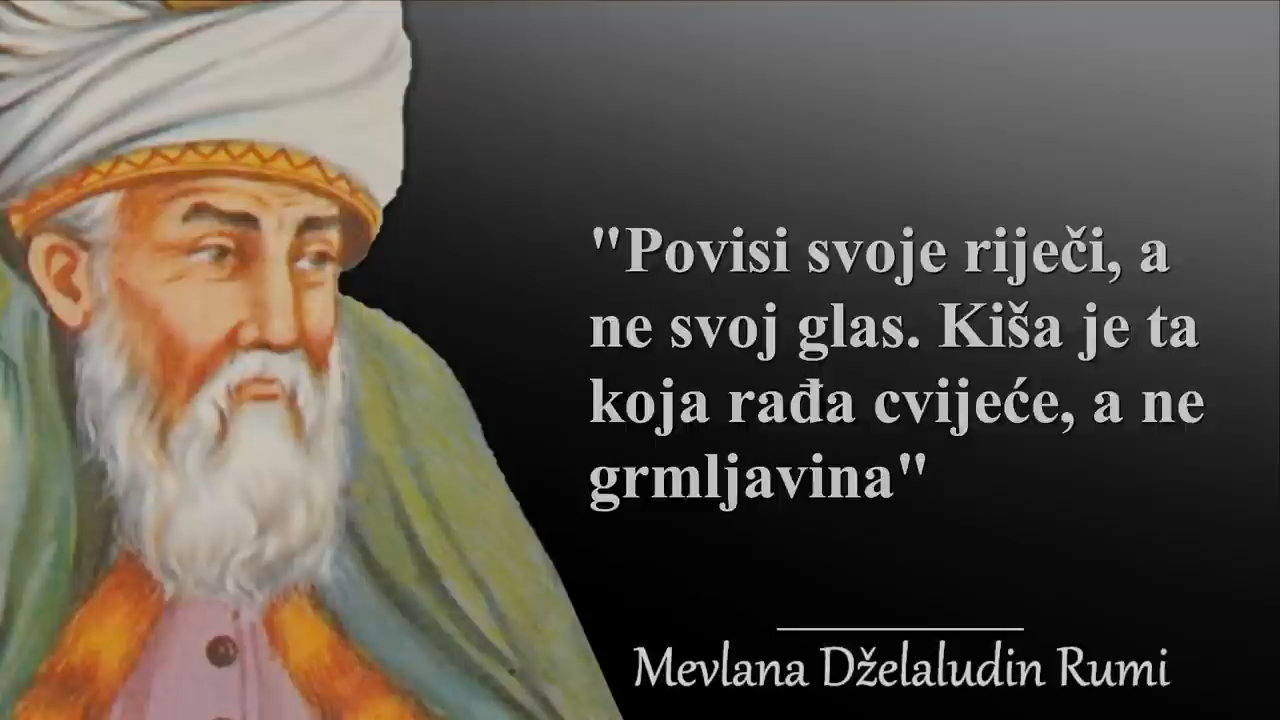 "Povisi svoje riječi, a
ne svoj glas. Kiša je ta
koja rađa cvijeće, a ne
grmljavina"
Mevlana Dželaludin Rumi